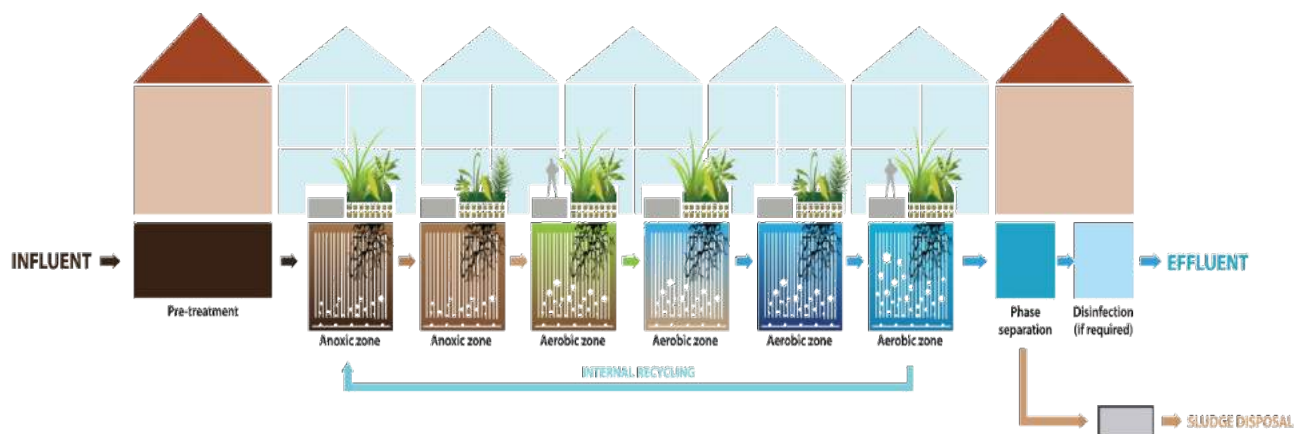 INFLUENT
EFFLUENT
Pre-treatment
Anoxic zone
Anoxic zone
Aerobic zone
Aerobic zone
Aerobic zone
Aerobic zone
Phase
separation
Disinfection
(if required)
INTERNAL RECYCLING
SLUDGE DISPOSAL